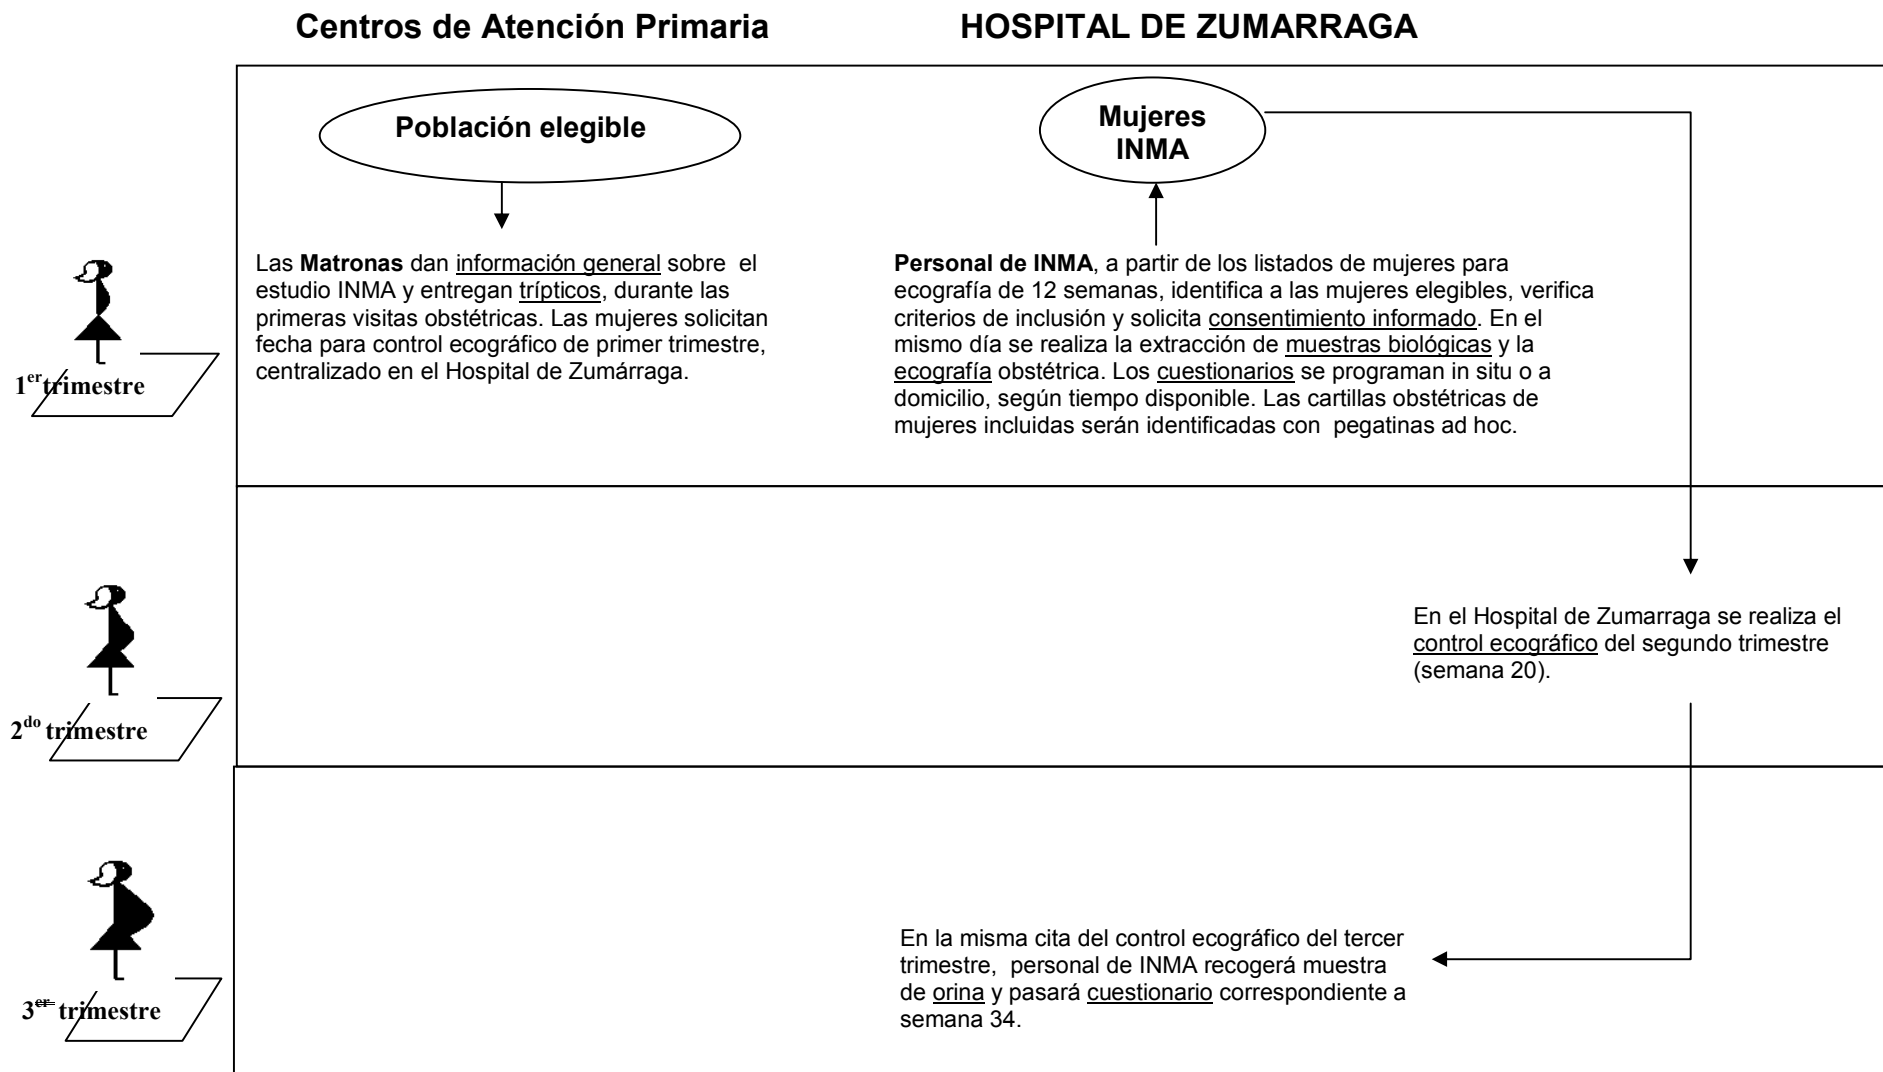 Centros de Atención Primaria
HOSPITAL DE ZUMARRAGA
Población elegible
Mujeres
INMA
Las Matronas dan información general sobre el
estudio INMA y entregan trípticos, durante las
primeras visitas obstétricas. Las mujeres solicitan
fecha para control ecográfico de primer trimestre,
centralizado en el Hospital de Zumárraga.
Personal de INMA, a partir de los listados de mujeres para
ecografía de 12 semanas, identifica a las mujeres elegibles, verifica
criterios de inclusión y solicita consentimiento informado. En el
mismo día se realiza la extracción de muestras biológicas y la
ecografía obstétrica. Los cuestionarios se programan in situ o a
domicilio, según tiempo disponible. Las cartillas obstétricas de
mujeres incluidas serán identificadas con pegatinas ad hoc.
1er trimestre
En el Hospital de Zumarraga se realiza el
control ecográfico del segundo trimestre
(semana 20).
2do trimestre
En la misma cita del control ecográfico del tercer
trimestre, personal de INMA recogerá muestra
de orina y pasará cuestionario correspondiente a
semana 34.
3er trimestre